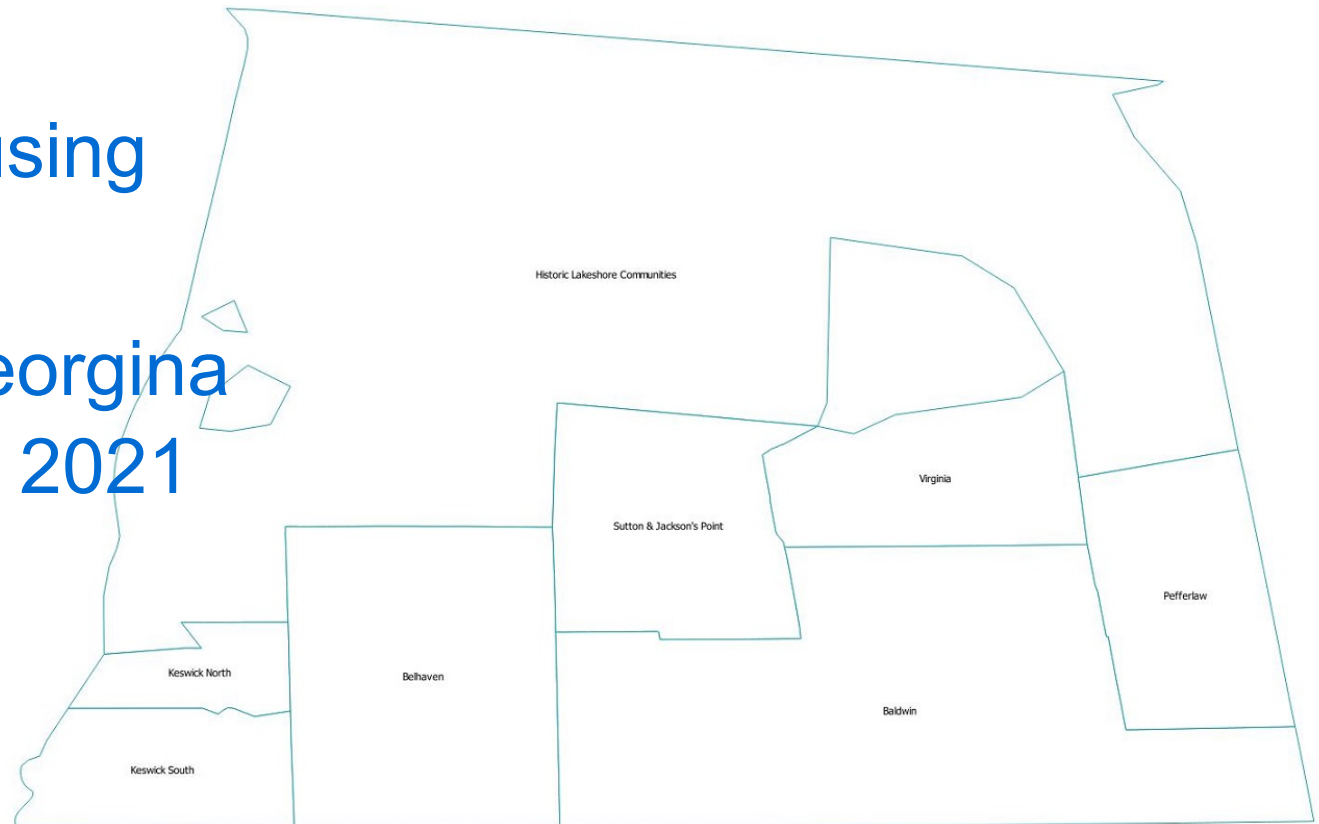 using
Historic Lakeshore Communities
eorgina
2021
Virginia
Sutton & Jackson's Point
Pefferlaw
Keswick North
Belhaven
Baldwin
Keswick South